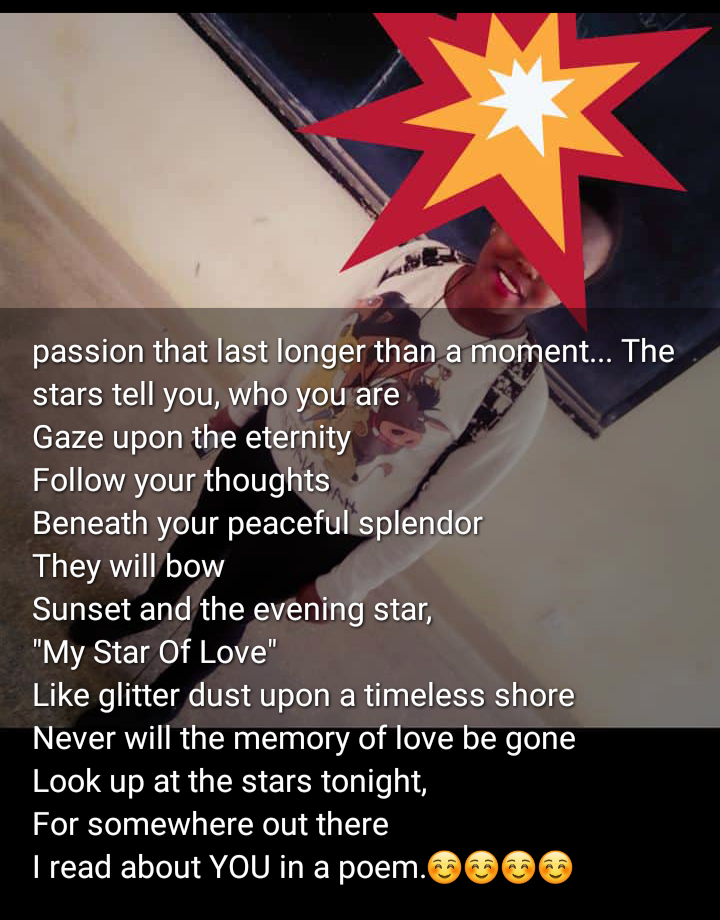 passion that last longer than a moment... The
stars tell you, who you are
Gaze upon the eternity
Follow your thoughts
Beneath your peaceful splendor
They will bow
Sunset and the evening star,
"My Star Of Love"
Like glitter dust upon a timeless shore
Never will the memory of love be gone
Look up at the stars tonight,
For somewhere out there
I read about YOU in a poem.😊😊😊😊